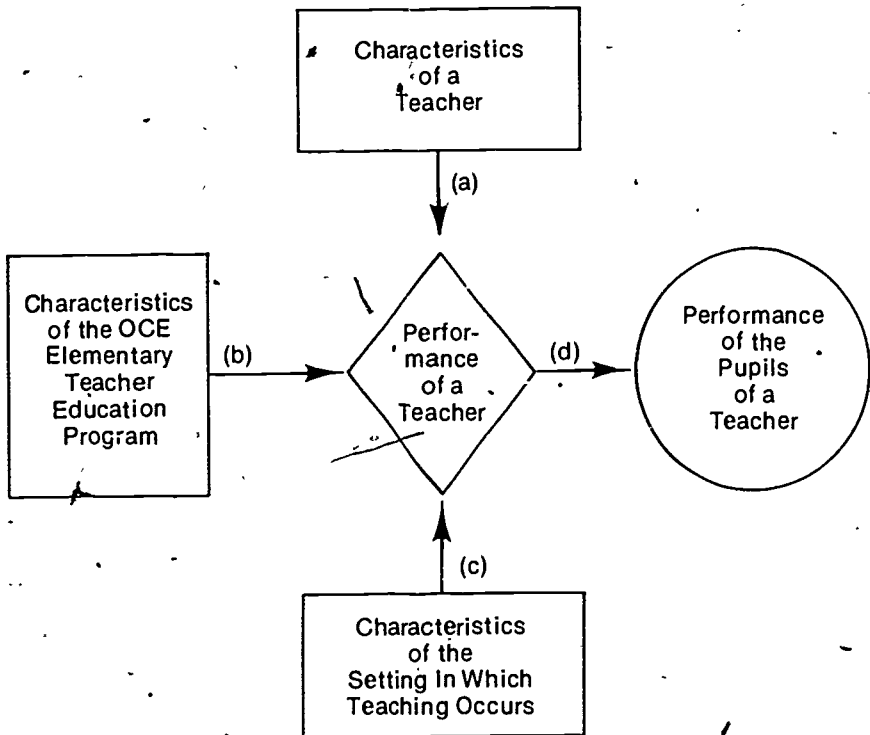 Characteristics
of a
Teacher
(a)
Characteristics
of the OCE
Elementary
Teacher
Education
Program
(b)
Perfor-
mance
of a
Teacher
(d)
Performance
of the
Pupils
of a
Teacher
(c)
Characteristics
of the
Setting In Which
Teaching Occurs